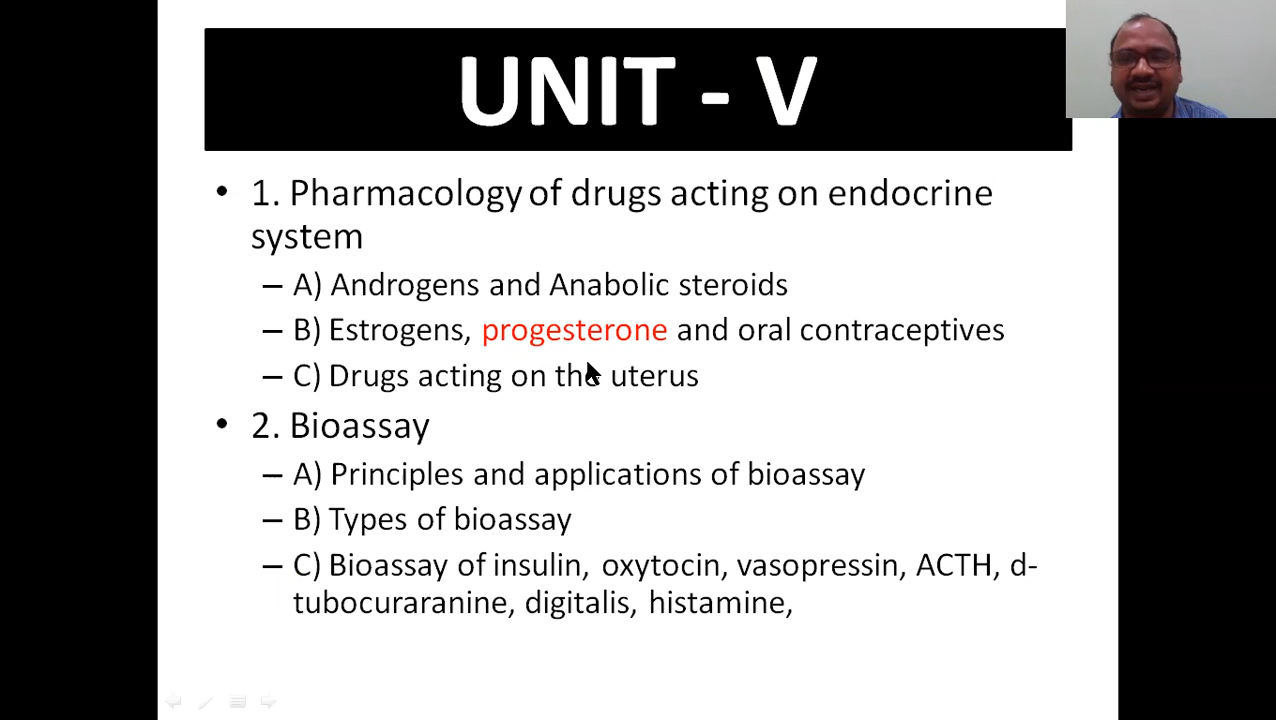 UNIT - V
• 1. Pharmacology of drugs acting on endocrine
system
– A) Androgens and Anabolic steroids
– B) Estrogens, progesterone and oral contraceptives
– C) Drugs acting on the uterus
• 2. Bioassay
– A) Principles and applications of bioassay
– B) Types of bioassay
– C) Bioassay of insulin, oxytocin, vasopressin, ACTH, d-
tubocuraranine, digitalis, histamine,